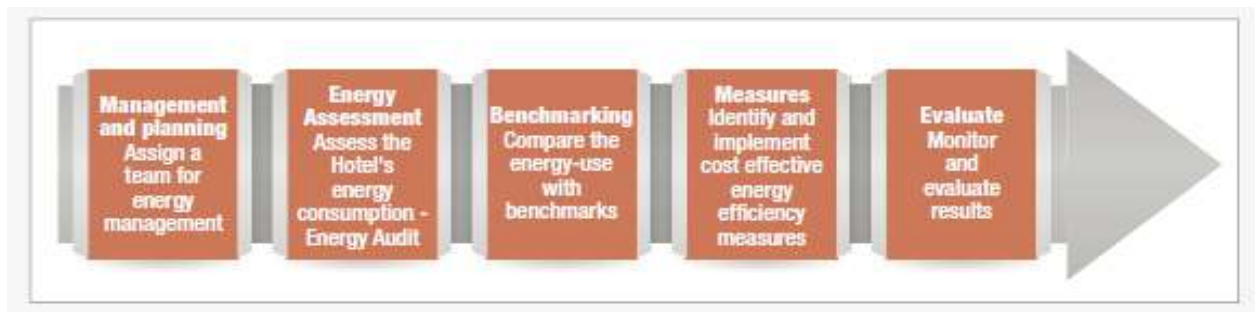 Management
and planning
Assign a
team for
energy
management
Energy
Assessment
Assess the
Hotel's
energy
consumption -
Energy Audit
Benchmarking
Compare the
energy-use
with
benchmarks
Measures
Identify and
implement
cost effective
energy
efficiency
measures
Evaluate
Monitor
and
evaluate
results